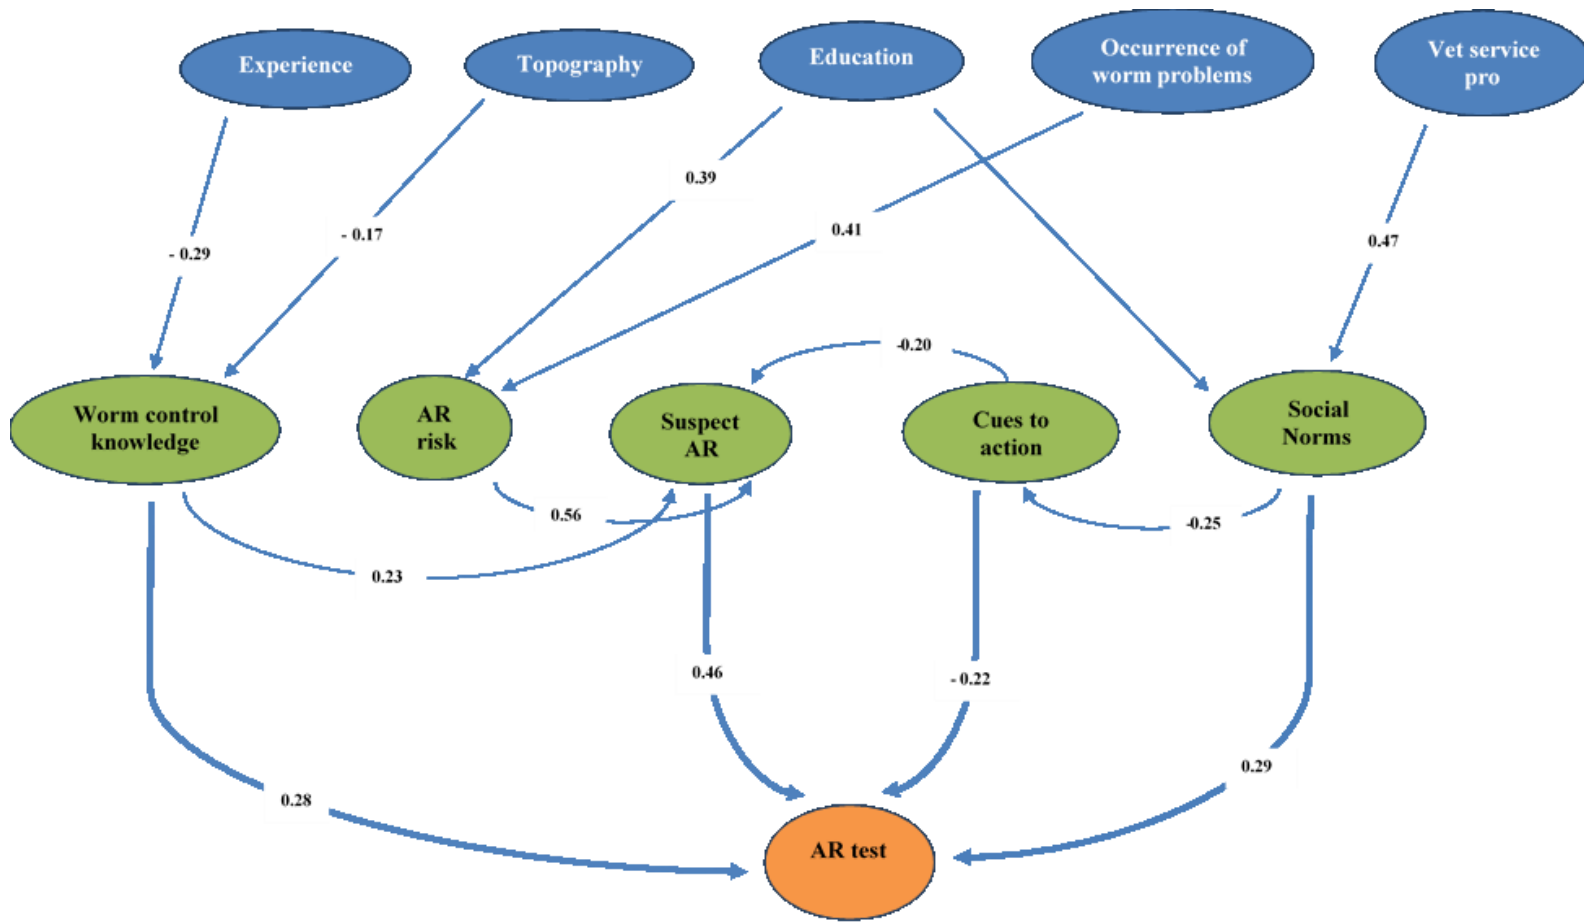 Experience
Topography
Education
Occurrence of
worm problems
Vet service
pro
0.39
0.41
- 0.17
- 0.29
0.47
-0.20
Worm control
knowledge
AR
risk
Suspect
AR
Cues to
action
Social
Norms
0.56
-0.25
0.23
0.46
- 0.22
0.29
0.28
AR test